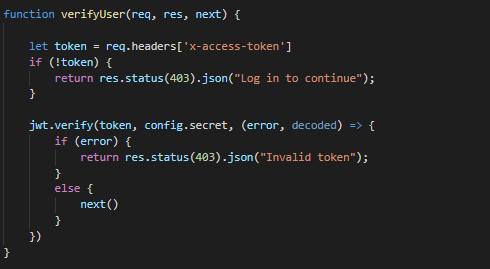 function verifyUser(req, res, next) {
let token = req.headers['x-access-token']
if (!token) {
return res.status(403).json("Log in to continue");
}
jwt.verify(token, config.secret, (error, decoded) => {
if (error) {
return res.status(403).json("Invalid token");
}
else {
next()
}
})
}